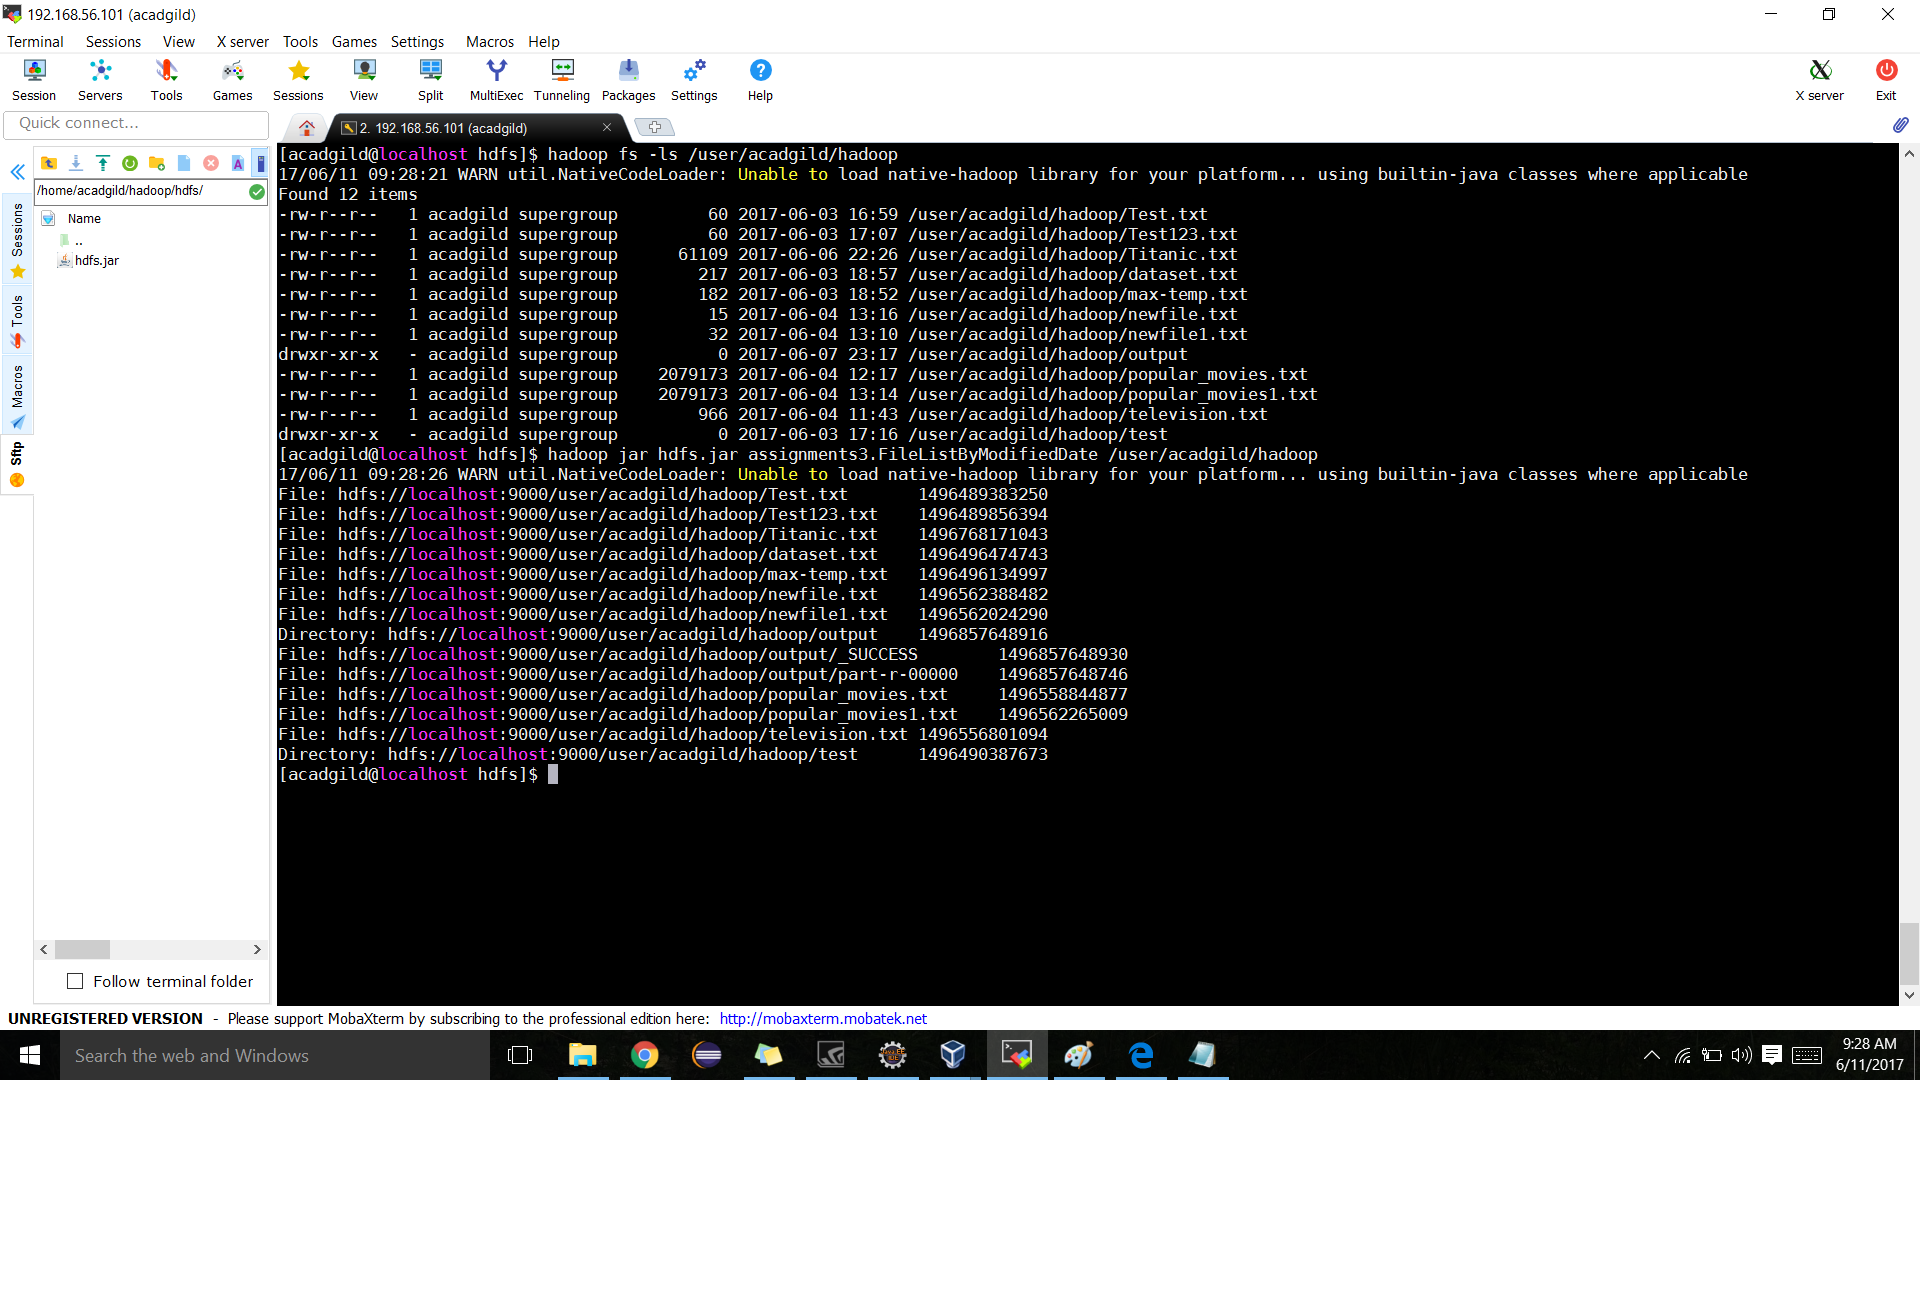 192.168.56.101 (acadgild)
Terminal Sessions View X server Tools Games Settings Macros Help
Session Servers Tools Games Sessions View Split MultiExec Tunneling Packages Settings Help X server Exit
Quick connect...
2. 192.168.56.101 (acadgild)
/home/acadgild/hadoop/hdfs/
Name
..
hdfs.jar
Sessions
Tools
Macros
Sftp
[acadgild@localhost hdfs]$ hadoop fs -ls /user/acadgild/hadoop
17/06/11 09:28:21 WARN util.NativeCodeLoader: Unable to load native-hadoop library for your platform... using builtin-java classes where applicable
Found 12 items
-rw-r--r--   1 acadgild supergroup         60 2017-06-03 16:59 /user/acadgild/hadoop/Test.txt
-rw-r--r--   1 acadgild supergroup         60 2017-06-03 17:07 /user/acadgild/hadoop/Test123.txt
-rw-r--r--   1 acadgild supergroup      61109 2017-06-06 22:26 /user/acadgild/hadoop/Titanic.txt
-rw-r--r--   1 acadgild supergroup        217 2017-06-03 18:57 /user/acadgild/hadoop/dataset.txt
-rw-r--r--   1 acadgild supergroup        182 2017-06-03 18:52 /user/acadgild/hadoop/max-temp.txt
-rw-r--r--   1 acadgild supergroup         15 2017-06-04 13:16 /user/acadgild/hadoop/newfile.txt
-rw-r--r--   1 acadgild supergroup         32 2017-06-04 13:10 /user/acadgild/hadoop/newfile1.txt
drwxr-xr-x   - acadgild supergroup          0 2017-06-07 23:17 /user/acadgild/hadoop/output
-rw-r--r--   1 acadgild supergroup    2079173 2017-06-04 12:17 /user/acadgild/hadoop/popular_movies.txt
-rw-r--r--   1 acadgild supergroup    2079173 2017-06-04 13:14 /user/acadgild/hadoop/popular_movies1.txt
-rw-r--r--   1 acadgild supergroup        966 2017-06-04 11:43 /user/acadgild/hadoop/television.txt
drwxr-xr-x   - acadgild supergroup          0 2017-06-03 17:16 /user/acadgild/hadoop/test
[acadgild@localhost hdfs]$ hadoop jar hdfs.jar assignments3.FileListByModifiedDate /user/acadgild/hadoop
17/06/11 09:28:26 WARN util.NativeCodeLoader: Unable to load native-hadoop library for your platform... using builtin-java classes where applicable
File: hdfs://localhost:9000/user/acadgild/hadoop/Test.txt       1496489383250
File: hdfs://localhost:9000/user/acadgild/hadoop/Test123.txt    1496489856394
File: hdfs://localhost:9000/user/acadgild/hadoop/Titanic.txt    1496768171043
File: hdfs://localhost:9000/user/acadgild/hadoop/dataset.txt    1496496474743
File: hdfs://localhost:9000/user/acadgild/hadoop/max-temp.txt   1496496134997
File: hdfs://localhost:9000/user/acadgild/hadoop/newfile.txt    1496562388482
File: hdfs://localhost:9000/user/acadgild/hadoop/newfile1.txt   1496562024290
Directory: hdfs://localhost:9000/user/acadgild/hadoop/output    1496857648916
File: hdfs://localhost:9000/user/acadgild/hadoop/output/_SUCCESS        1496857648930
File: hdfs://localhost:9000/user/acadgild/hadoop/output/part-r-00000    1496857648746
File: hdfs://localhost:9000/user/acadgild/hadoop/popular_movies.txt     1496558844877
File: hdfs://localhost:9000/user/acadgild/hadoop/popular_movies1.txt    1496562265009
File: hdfs://localhost:9000/user/acadgild/hadoop/television.txt 1496556801094
Directory: hdfs://localhost:9000/user/acadgild/hadoop/test      1496490387673
[acadgild@localhost hdfs]$
Follow terminal folder
UNREGISTERED VERSION - Please support MobaXterm by subscribing to the professional edition here: http://mobaxterm.mobatek.net
Search the web and Windows
9:28 AM
6/11/2017